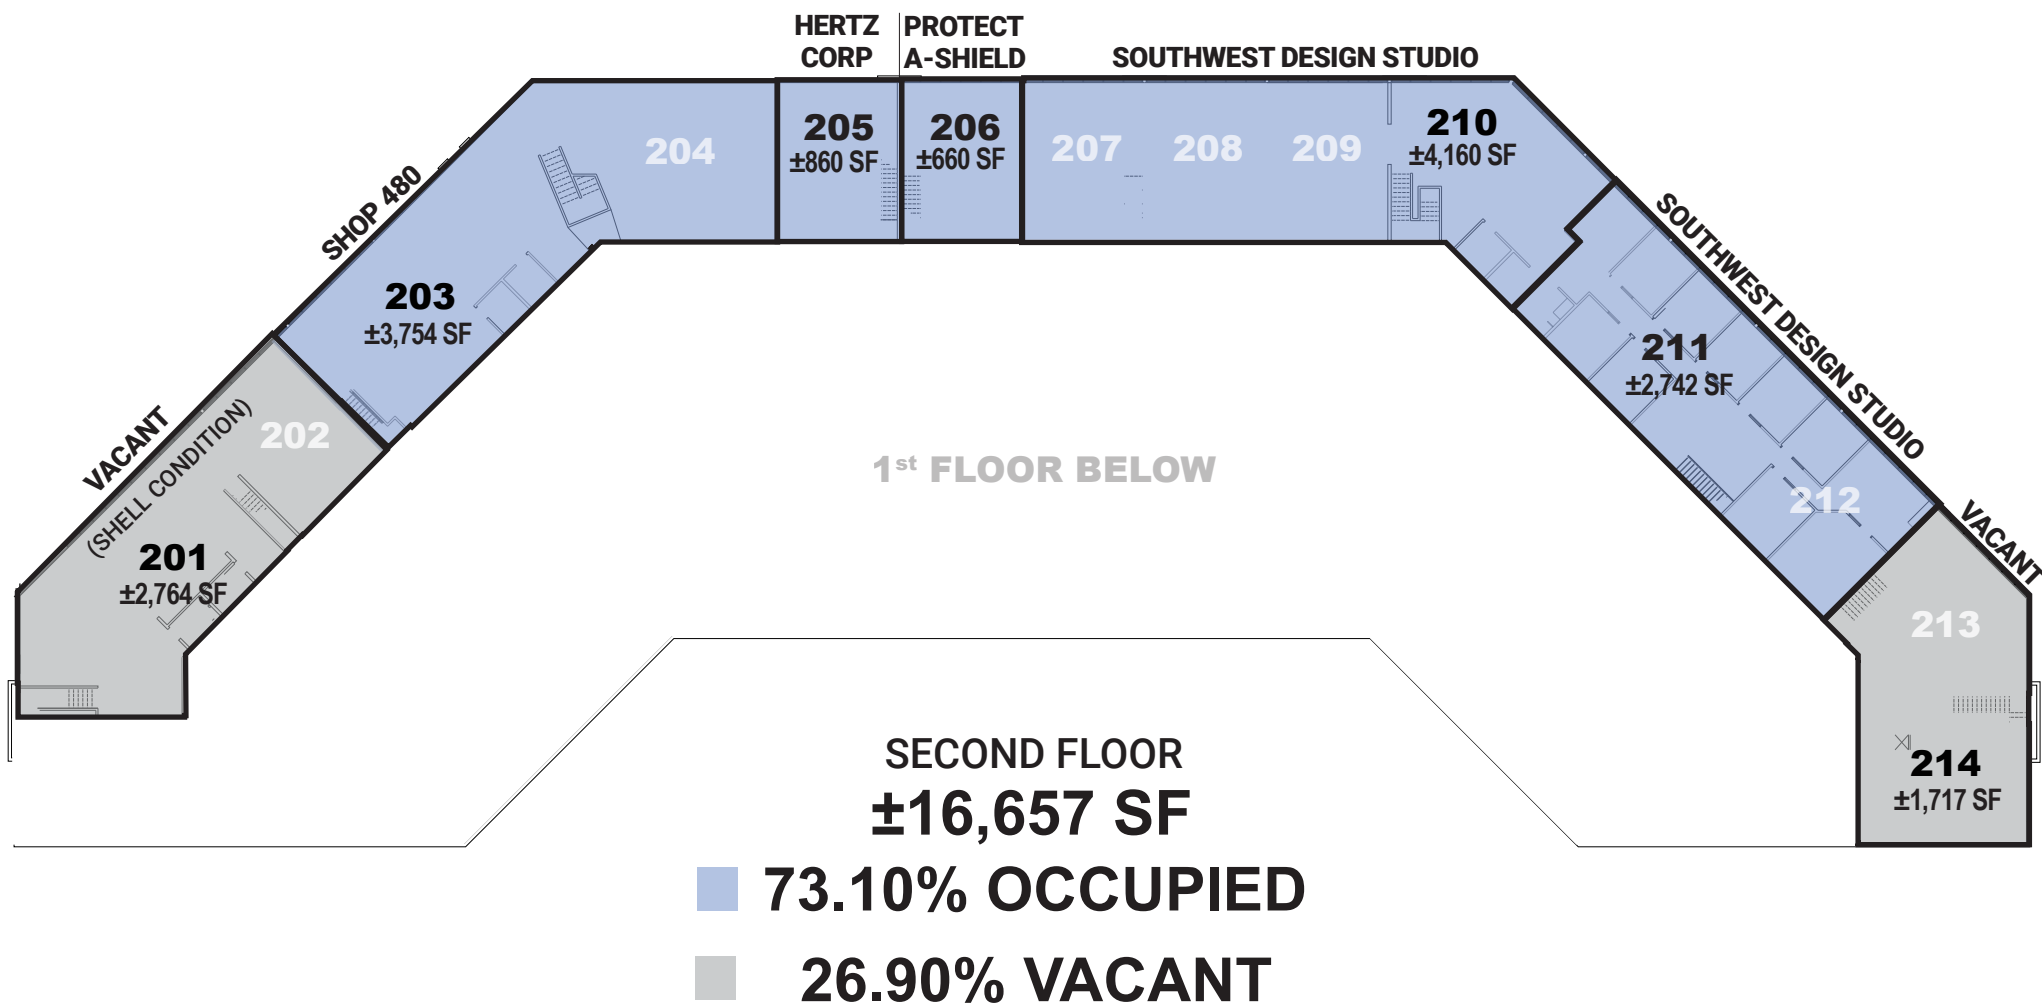 HERTZ
CORP
PROTECT
A-SHIELD
SOUTHWEST DESIGN STUDIO
204
205
±860 SF
206
±660 SF
207
208
209
210
±4,160 SF
SHOP 480
203
±3,754 SF
SOUTHWEST DESIGN STUDIO
211
±2,742 SF
212
VACANT
(SHELL CONDITION)
202
201
±2,764 SF
1st FLOOR BELOW
VACANT
213
214
±1,717 SF
SECOND FLOOR
±16,657 SF
73.10% OCCUPIED
26.90% VACANT